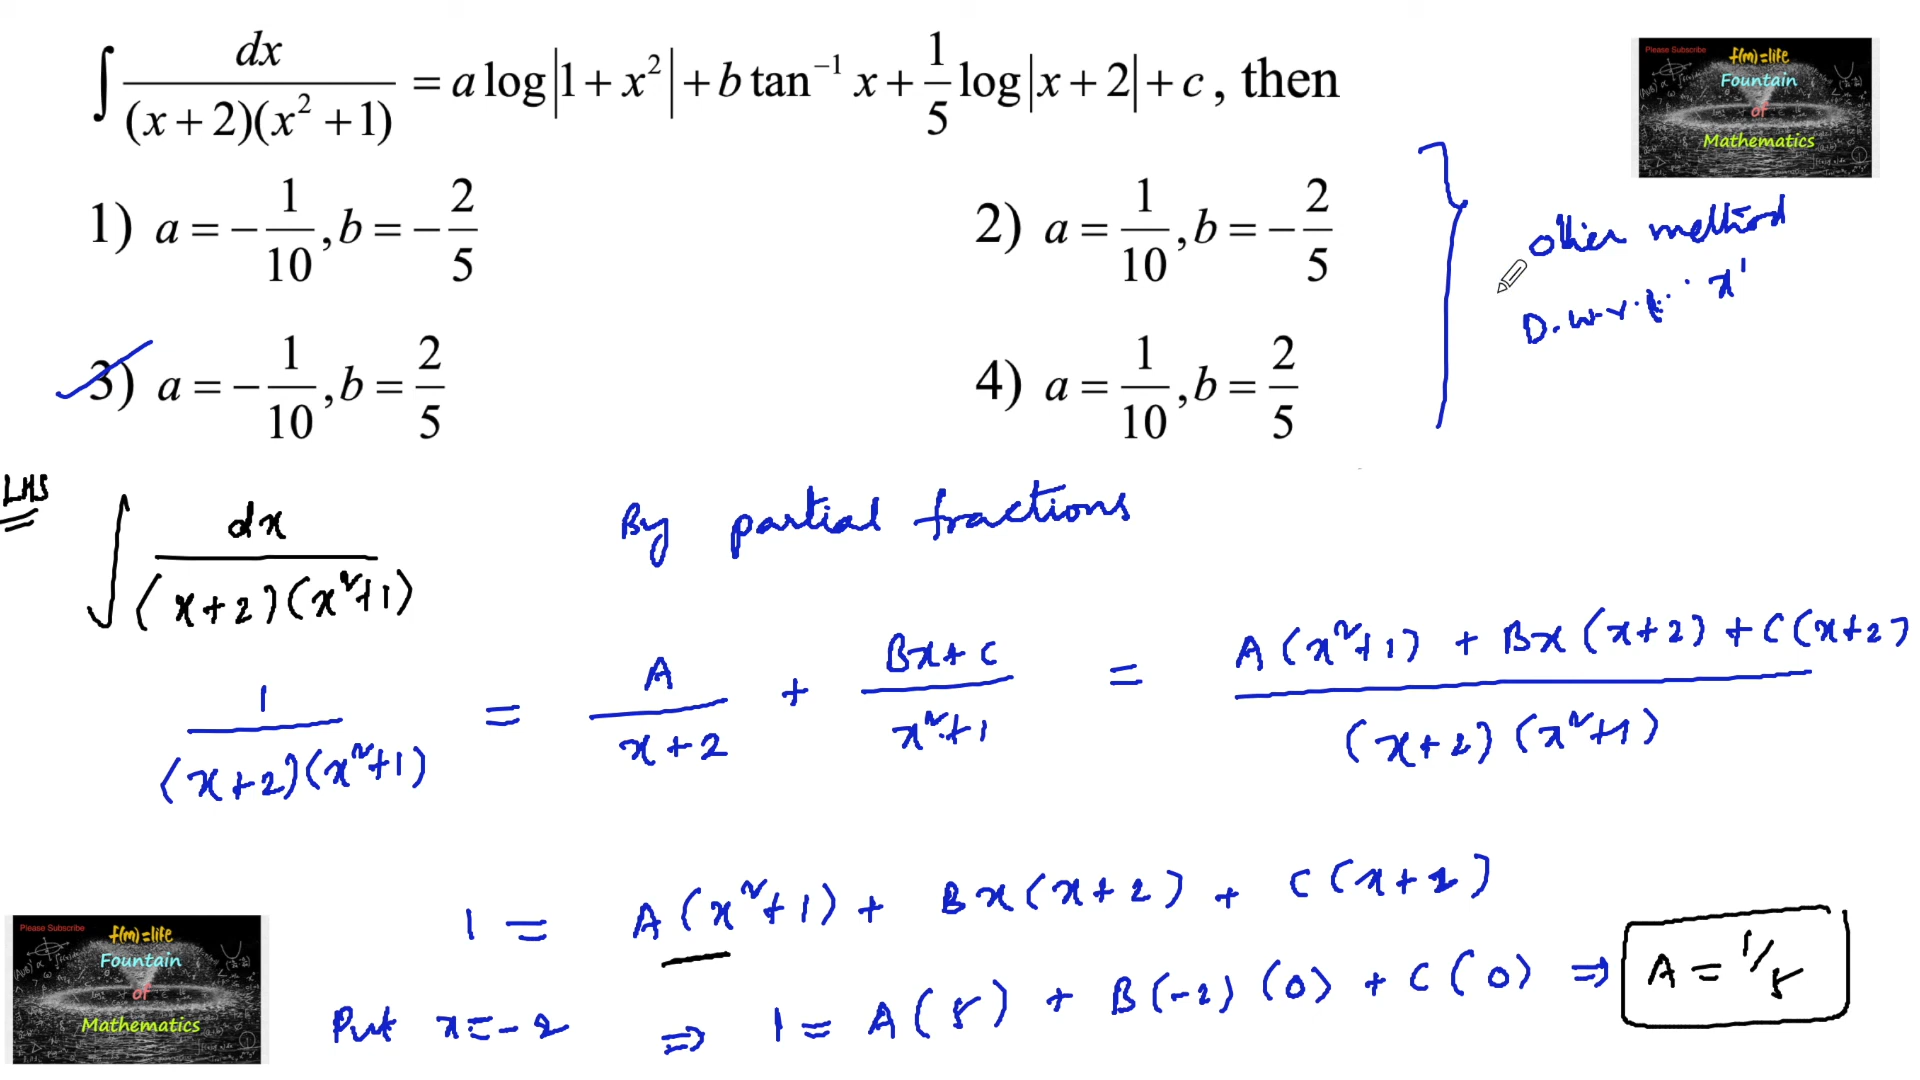 ∫ dx/((x+2)(x²+1)) = a log|1+x²| + b tan⁻¹ x + 1/5 log|x+2| + c, then
1) a = −1/10, b = −2/5
2) a = 1/10, b = −2/5
3) a = −1/10, b = 2/5
4) a = 1/10, b = 2/5
Please Subscribe
f(m)=life
Fountain
of
Mathematics
other method
D.w.r.t. 'x'
LHS
∫ dx/((x+2)(x²+1))
By partial fractions
1/((x+2)(x²+1)) = A/(x+2) + (Bx+C)/(x²+1) = (A(x²+1) + Bx(x+2) + C(x+2))/((x+2)(x²+1))
1 = A(x²+1) + Bx(x+2) + C(x+2)
Put x=-2 ⇒ 1 = A(5) + B(-2)(0) + C(0) ⇒ A = 1/5
Please Subscribe
f(m)=life
Fountain
of
Mathematics